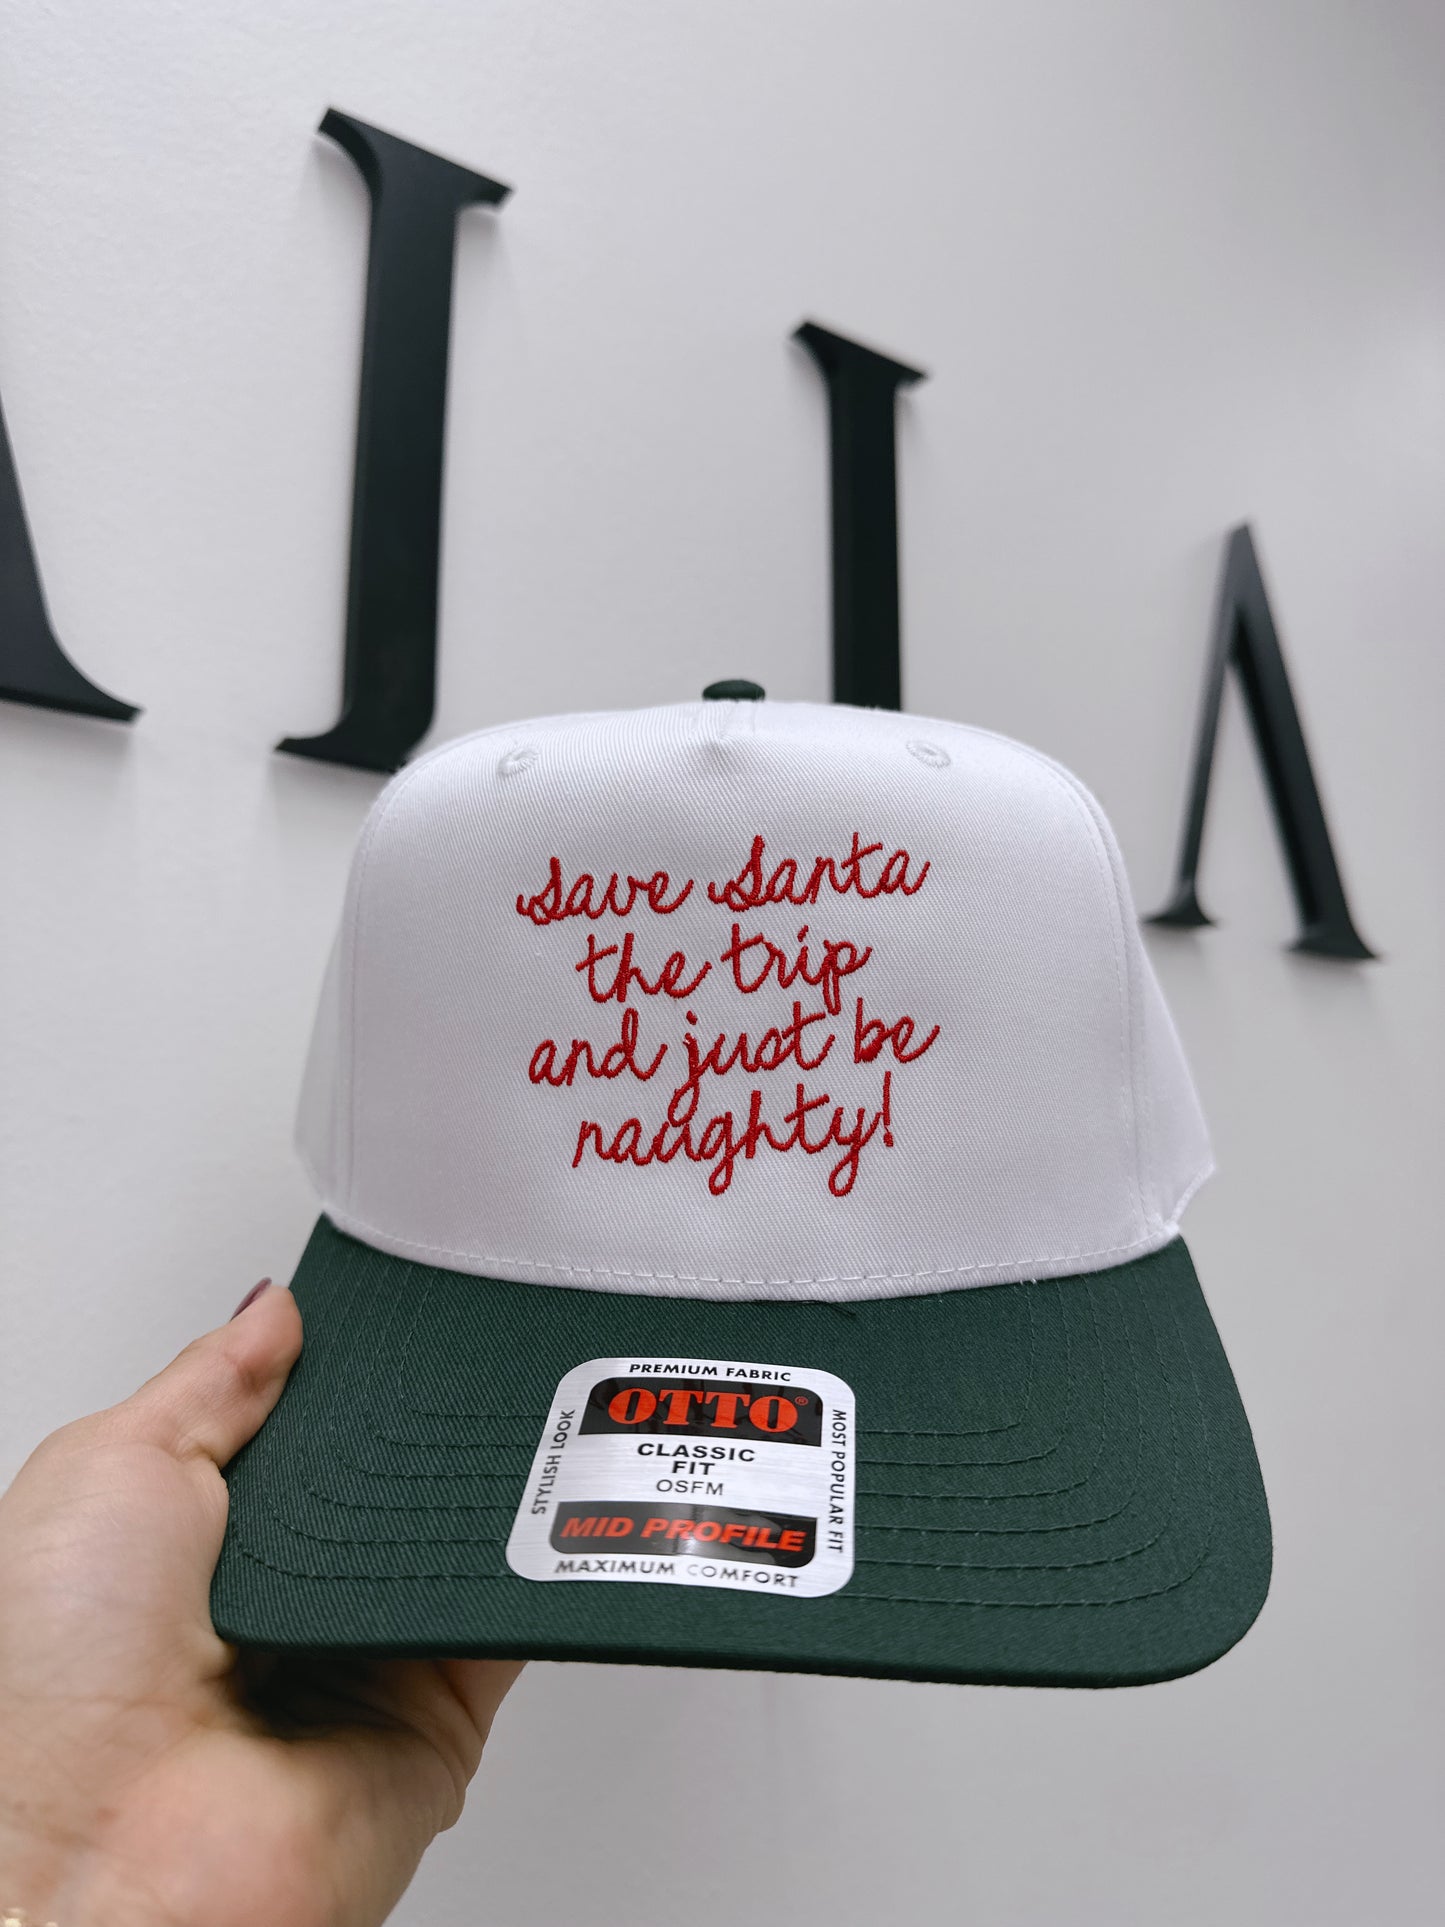 Save Santa
the trip
and just be
naughty!
PREMIUM FABRIC
OTTO®
STYLISH LOOK
CLASSIC
FIT
OSFM
MOST POPULAR FIT
MID PROFILE
MAXIMUM COMFORT